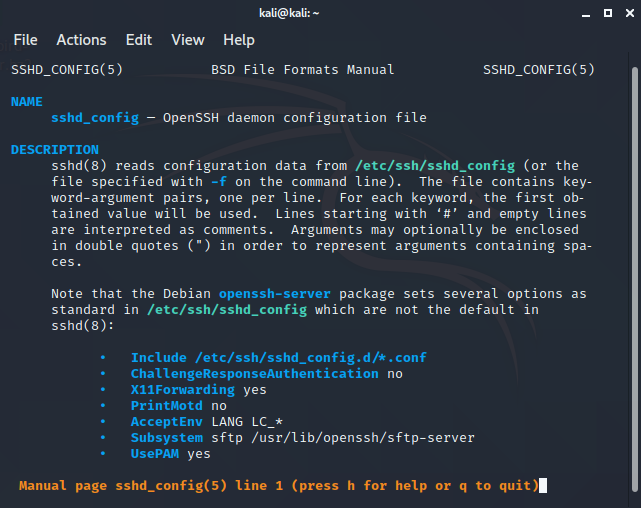 kali@kali: ~
File Actions Edit View Help
SSHD_CONFIG(5) BSD File Formats Manual SSHD_CONFIG(5)
NAME
sshd_config — OpenSSH daemon configuration file
DESCRIPTION
sshd(8) reads configuration data from /etc/ssh/sshd_config (or the
file specified with -f on the command line). The file contains key-
word-argument pairs, one per line. For each keyword, the first ob-
tained value will be used. Lines starting with ‘#’ and empty lines
are interpreted as comments. Arguments may optionally be enclosed
in double quotes (") in order to represent arguments containing spa-
ces.
Note that the Debian openssh-server package sets several options as
standard in /etc/ssh/sshd_config which are not the default in
sshd(8):
• Include /etc/ssh/sshd_config.d/*.conf
• ChallengeResponseAuthentication no
• X11Forwarding yes
• PrintMotd no
• AcceptEnv LANG LC_*
• Subsystem sftp /usr/lib/openssh/sftp-server
• UsePAM yes
Manual page sshd_config(5) line 1 (press h for help or q to quit)